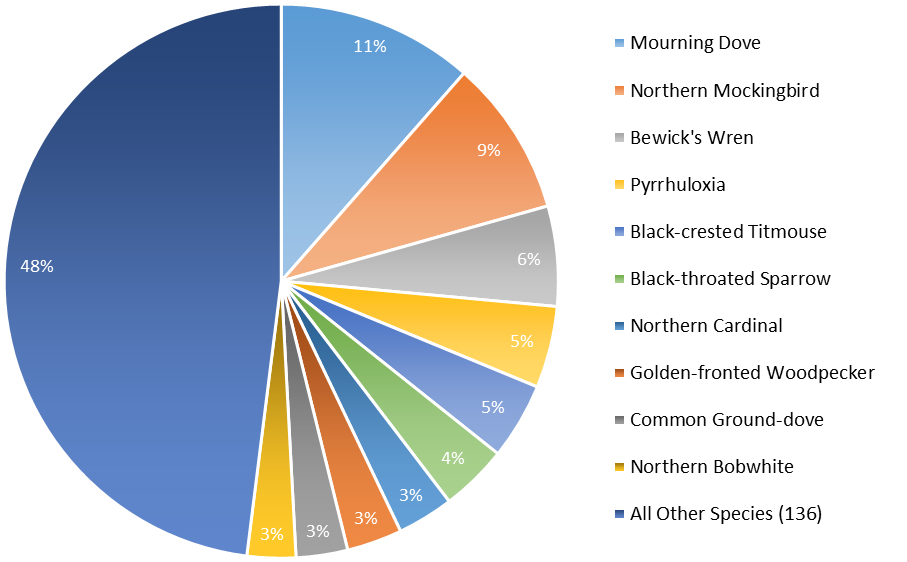 11%
Mourning Dove
Northern Mockingbird
9%
Bewick's Wren
Pyrrhuloxia
Black-crested Titmouse
6%
48%
Black-throated Sparrow
Northern Cardinal
5%
Golden-fronted Woodpecker
5%
Common Ground-dove
4%
Northern Bobwhite
3%
All Other Species (136)
3%
3%
3%